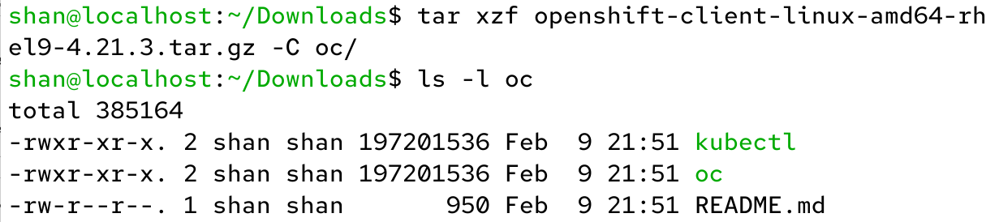 shan@localhost:~/Downloads$ tar xzf openshift-client-linux-amd64-rh
el9-4.21.3.tar.gz -C oc/
shan@localhost:~/Downloads$ ls -l oc
total 385164
-rwxr-xr-x. 2 shan shan 197201536 Feb  9 21:51 kubectl
-rwxr-xr-x. 2 shan shan 197201536 Feb  9 21:51 oc
-rw-r--r--. 1 shan shan       950 Feb  9 21:51 README.md